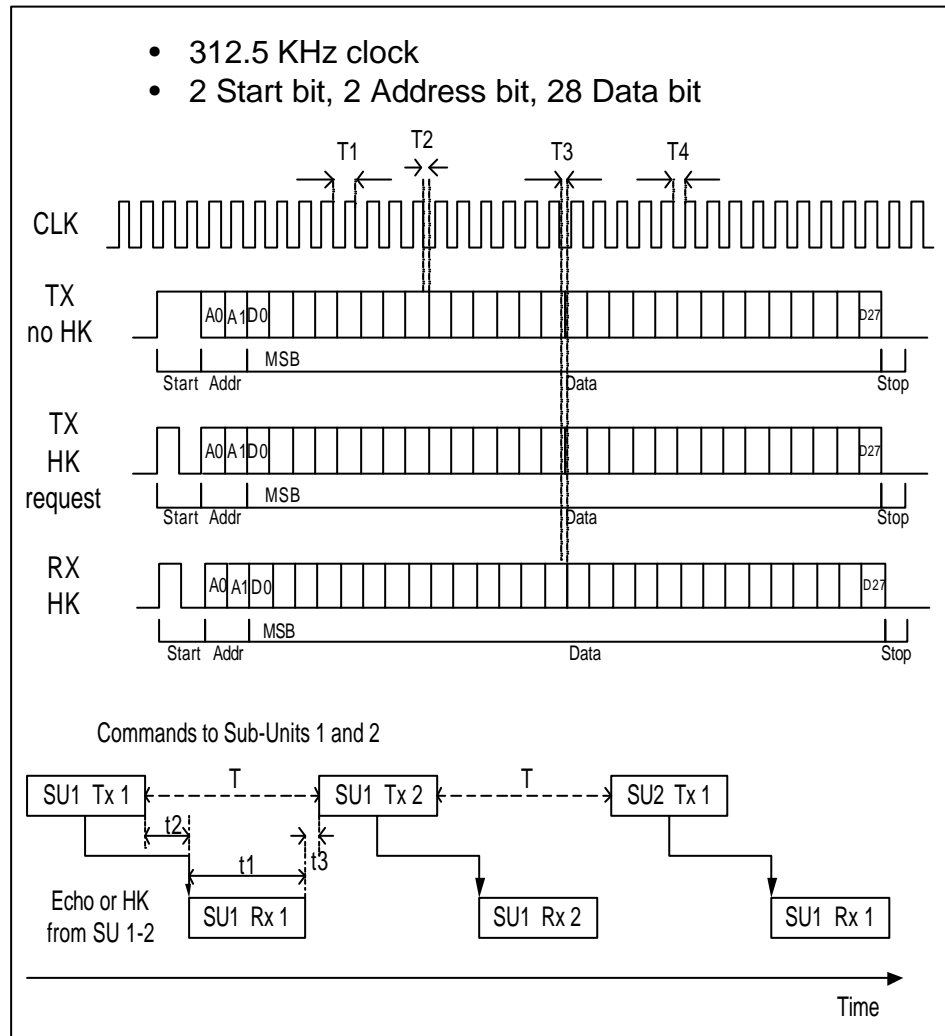 • 312.5 KHz clock
• 2 Start bit, 2 Address bit, 28 Data bit
T1 T2 T3 T4
CLK
TX
no HK
A0 A1 D0 D27
MSB
Start Addr Data Stop
TX
HK
request
A0 A1 D0 D27
MSB
Start Addr Data Stop
RX
HK
A0 A1 D0 D27
MSB
Start Addr Data Stop
Commands to Sub-Units 1 and 2
SU1 Tx 1 T SU1 Tx 2 T SU2 Tx 1
t2 t1 t3
Echo or HK
from SU 1-2
SU1 Rx 1 SU1 Rx 2 SU1 Rx 1
Time